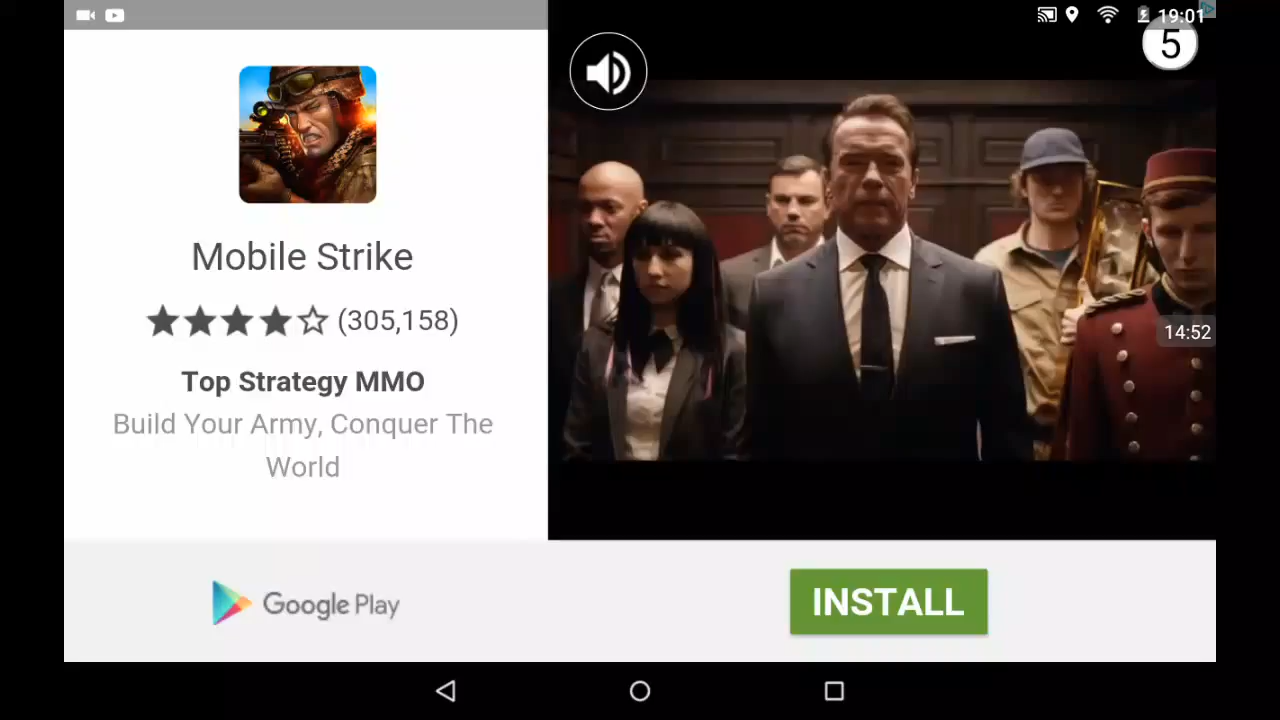 19:01
5
Mobile Strike
(305,158)
14:52
Top Strategy MMO
Build Your Army, Conquer The
World
Google Play
INSTALL